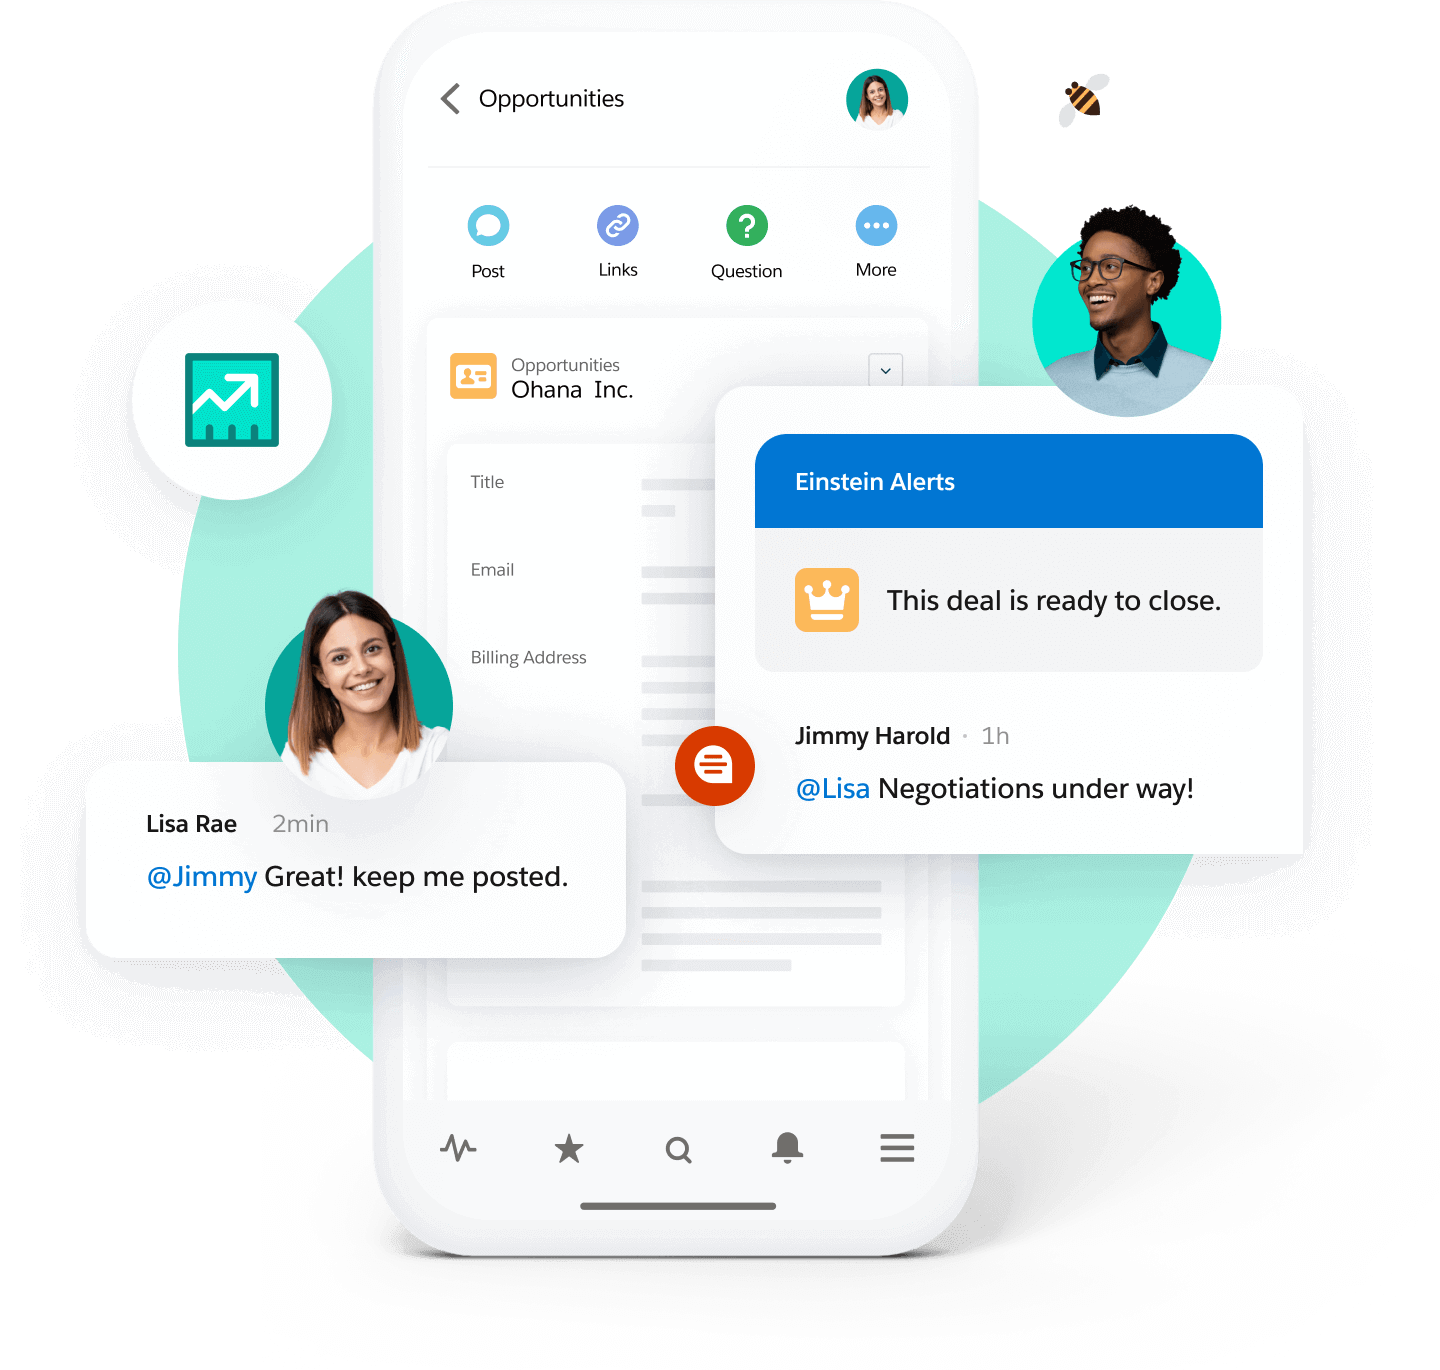 Opportunities
Post
Links
Question
More
Opportunities
Ohana Inc.
Title
Email
Billing Address
Einstein Alerts
This deal is ready to close.
Jimmy Harold • 1h
@Lisa Negotiations under way!
Lisa Rae 2min
@Jimmy Great! keep me posted.